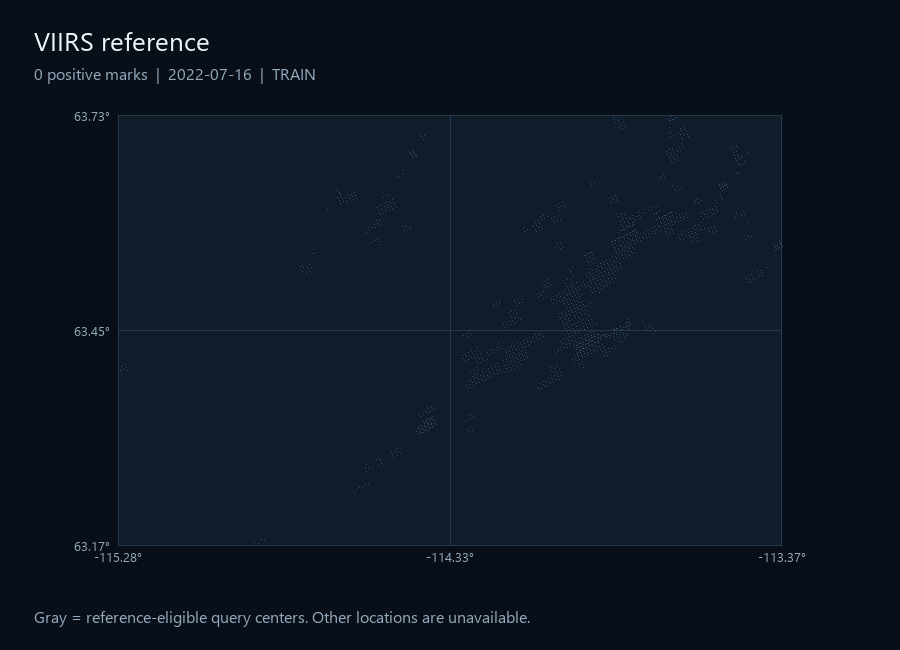 VIIRS reference
0 positive marks | 2022-07-16 | TRAIN
63.73°
63.45°
63.17°
-115.28°
-114.33°
-113.37°
Gray = reference-eligible query centers. Other locations are unavailable.